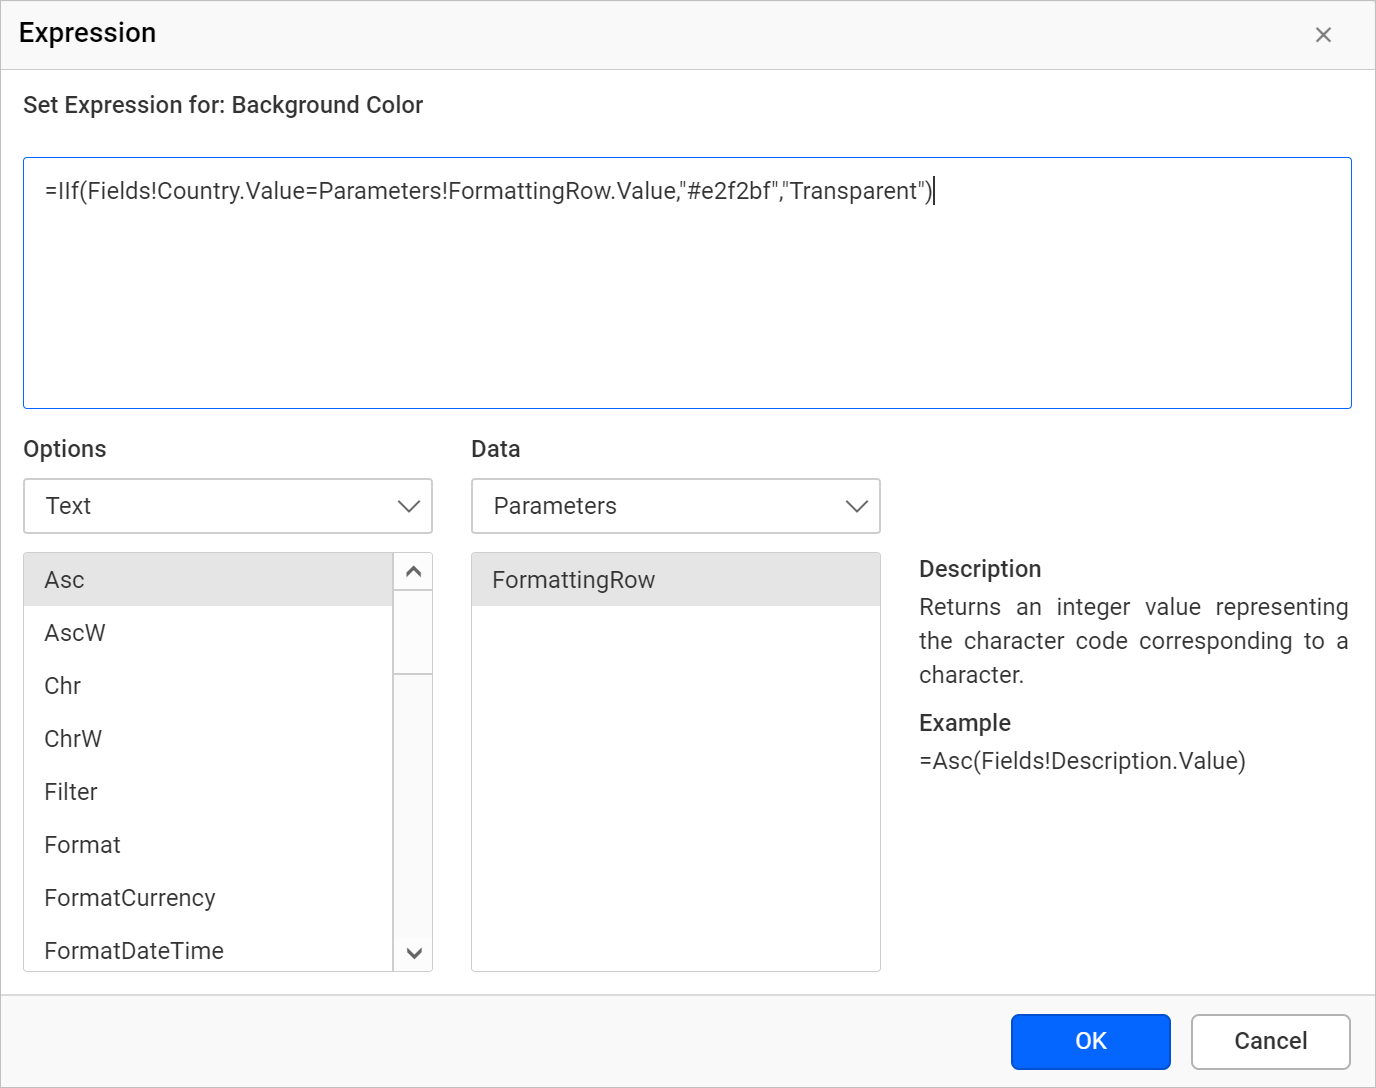 Expression
Set Expression for: Background Color
=IIf(Fields!Country.Value=Parameters!FormattingRow.Value,"#e2f2bf","Transparent")
Options
Data
Text
Parameters
Asc
AscW
Chr
ChrW
Filter
Format
FormatCurrency
FormatDateTime
FormattingRow
Description
Returns an integer value representing
the character code corresponding to a
character.
Example
=Asc(Fields!Description.Value)
OK
Cancel